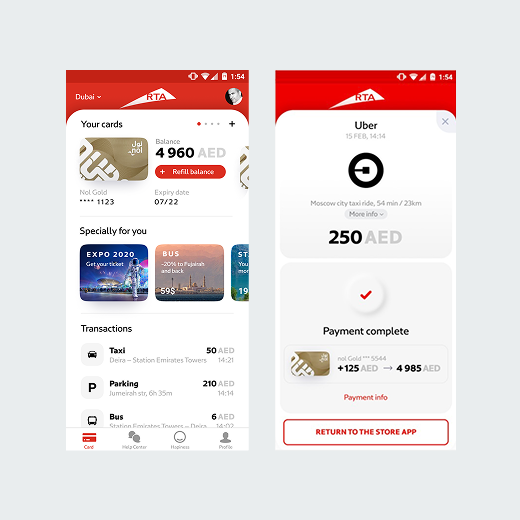 1:54
Dubai
RTA
Your cards
Balance
4 960 AED
Refill balance
نول
nol
Nol Gold
Expiry date
**** 1123
07/22
Specially for you
EXPO 2020
Get your ticket
BUS
-20% to Fujairah
and back
59$
ST
Your
19
Transactions
Taxi
50 AED
Deira – Station Emirates Towers
14:21
P
Parking
210 AED
Jumeirah str, 6h 35m
14:14
Bus
6 AED
Station Emirates Towers – Deira
14:02
Card
Help Center
Hapiness
Profile
1:54
RTA
Uber
15 FEB, 14:14
Moscow city taxi ride, 54 min / 23km
More info
250 AED
Payment complete
nol Gold *** 5544
+125 AED → 4 985 AED
Payment info
RETURN TO THE STORE APP